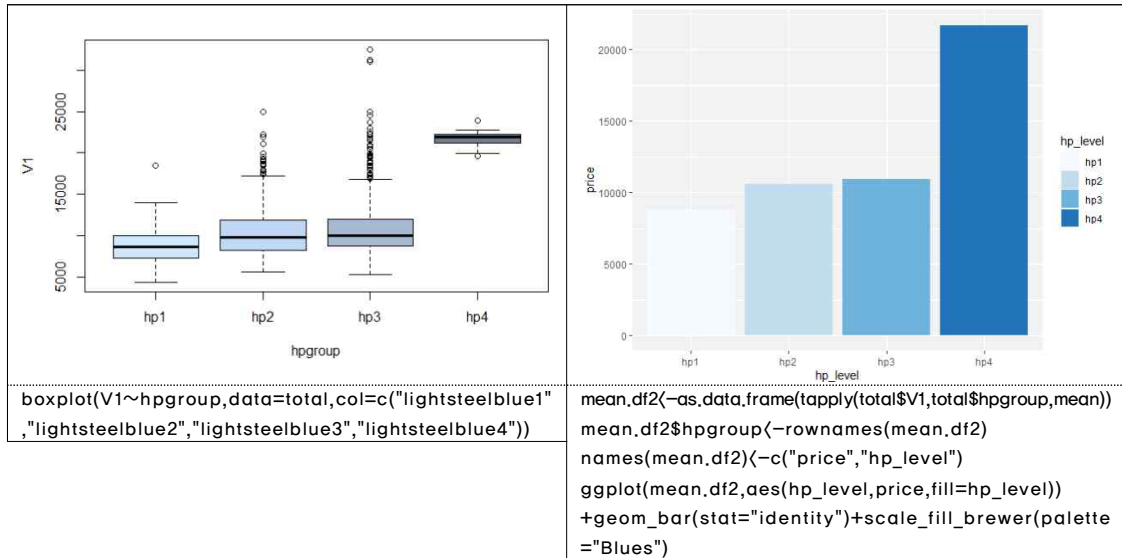 25000
15000
5000
V1
hp1 hp2 hp3 hp4
hpgroup
20000
15000
10000
5000
0
price
hp1 hp2 hp3 hp4
hp_level
hp_level
hp1
hp2
hp3
hp4
boxplot(V1~hpgroup,data=total,col=c("lightsteelblue1"
,"lightsteelblue2","lightsteelblue3","lightsteelblue4"))
mean.df2<-as.data.frame(tapply(total$V1,total$hpgroup,mean))
mean.df2$hpgroup<-rownames(mean.df2)
names(mean.df2)<-c("price","hp_level")
ggplot(mean.df2,aes(hp_level,price,fill=hp_level))
+geom_bar(stat="identity")+scale_fill_brewer(palette
="Blues")